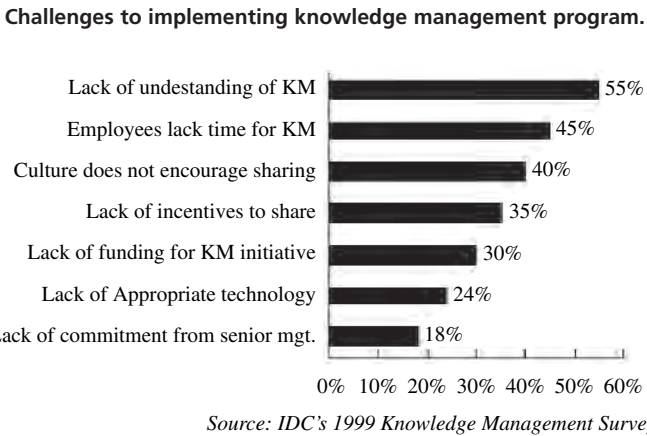 Challenges to implementing knowledge management program.
Lack of undestanding of KM 55%
Employees lack time for KM 45%
Culture does not encourage sharing 40%
Lack of incentives to share 35%
Lack of funding for KM initiative 30%
Lack of Appropriate technology 24%
ack of commitment from senior mgt. 18%
0% 10% 20% 30% 40% 50% 60%
Source: IDC's 1999 Knowledge Management Surve